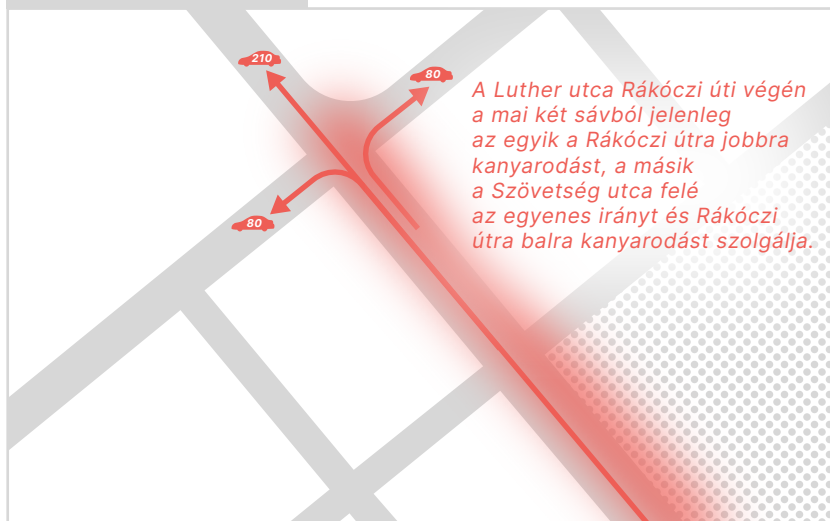 210
80
A Luther utca Rákóczi úti végén
a mai két sávból jelenleg
az egyik a Rákóczi útra jobbra
kanyarodást, a másik
a Szövetség utca felé
az egyenes irányt és Rákóczi
útra balra kanyarodást szolgálja.
80